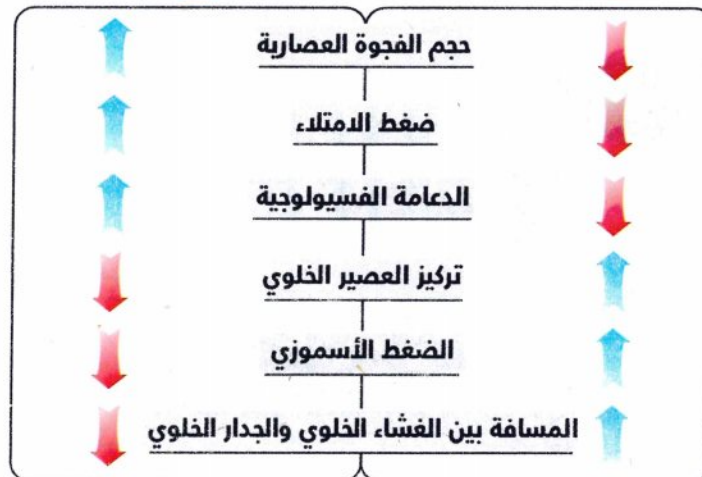 حجم الفجوة العصارية
ضغط الامتلاء
الدعامة الفسيولوجية
تركيز العصير الخلوي
الضغط الأسموزي
المسافة بين الغشاء الخلوي والجدار الخلوي